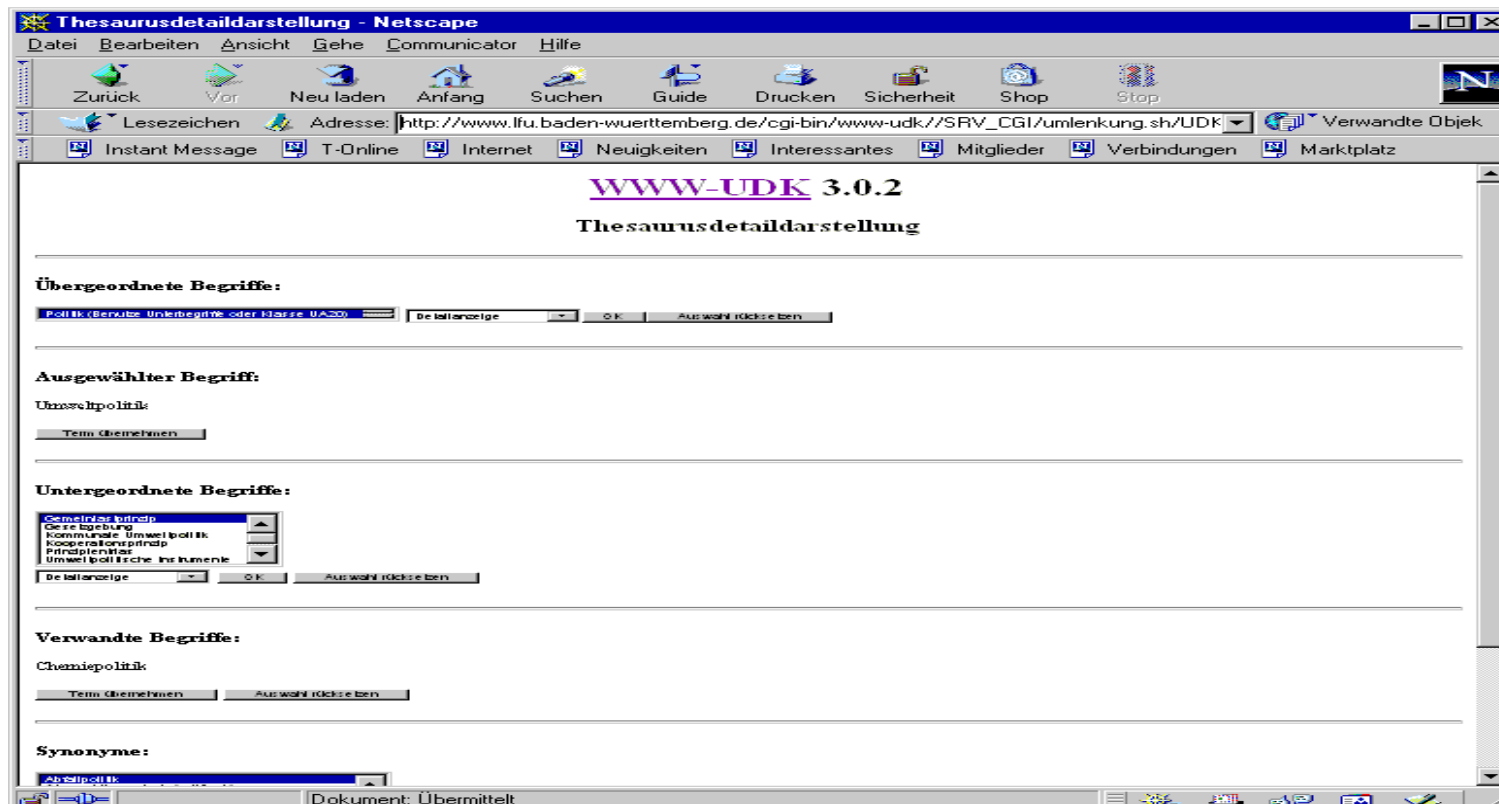 Thesaurusdetaildarstellung - Netscape
Datei Bearbeiten Ansicht Gehe Communicator Hilfe
Zurück Vor Neu laden Anfang Suchen Guide Drucken Sicherheit Shop Stop
Lesezeichen Adresse: http://www.lfu.baden-wuerttemberg.de/cgi-bin/www-udk//SRV_CGI/umlenkung.sh/UDK Verwandte Objek
Instant Message T-Online Internet Neuigkeiten Interessantes Mitglieder Verbindungen Marktplatz
WWW-UDK 3.0.2
Thesaurusdetaildarstellung
Übergeordnete Begriffe:
Politik (Benutze Unterbegriffe oder Klasse UA20) Detailanzeige OK Auswahl rücksetzen
Ausgewählter Begriff:
Umweltpolitik
Term übernehmen
Untergeordnete Begriffe:
Gemeinlastprinzip
Gesetzgebung
Kommunale Umweltpolitik
Kooperationsprinzip
Umweltpolitische Instrumente
Detailanzeige OK Auswahl rücksetzen
Verwandte Begriffe:
Chemiepolitik
Term übernehmen Auswahl rücksetzen
Synonyme:
Abfallpolitik
Dokument: Übermittelt